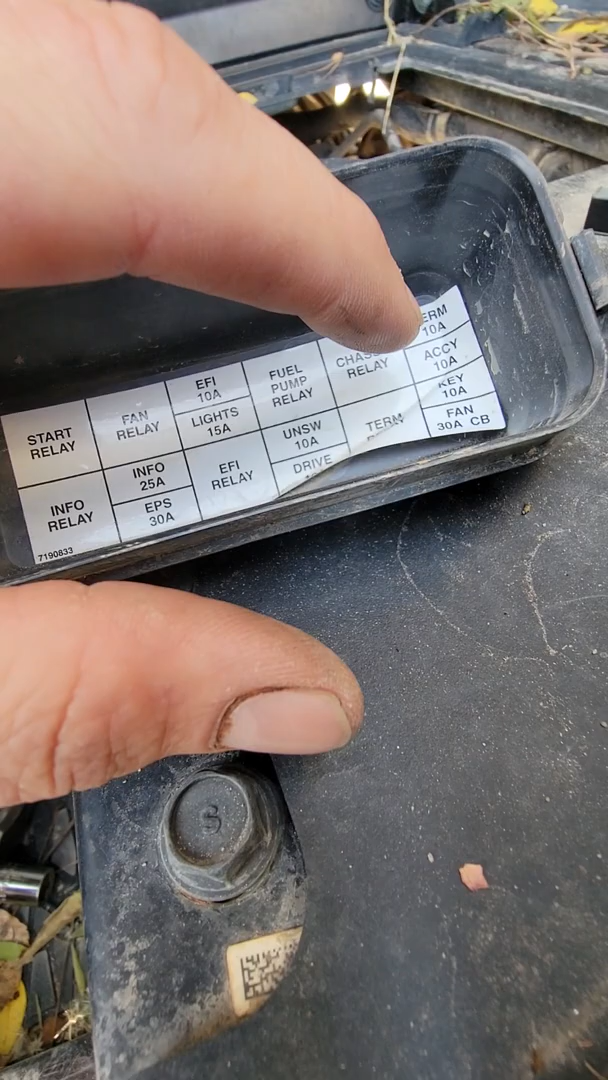 START
RELAY
FAN
RELAY
EFI
10A
LIGHTS
15A
FUEL
PUMP
RELAY
RELAY
10A
ACCY
10A
INFO
RELAY
INFO
25A
EPS
30A
EFI
RELAY
UNSW
10A
DRIVE
TERM
KEY
10A
FAN
30A CB
7190833